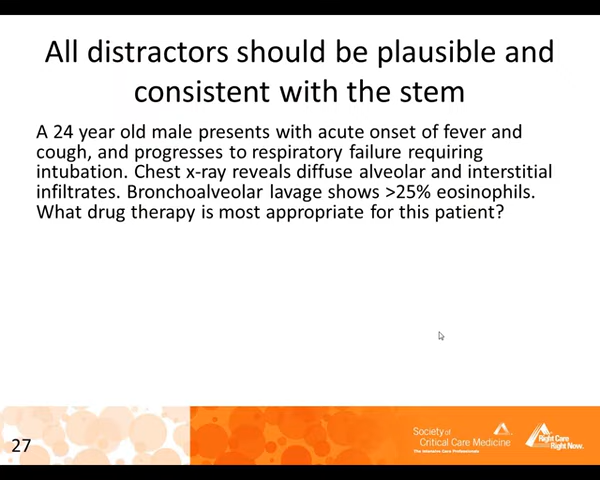 All distractors should be plausible and
consistent with the stem
A 24 year old male presents with acute onset of fever and
cough, and progresses to respiratory failure requiring
intubation. Chest x-ray reveals diffuse alveolar and interstitial
infiltrates. Bronchoalveolar lavage shows >25% eosinophils.
What drug therapy is most appropriate for this patient?
27
Society of
Critical Care Medicine
The Intensive Care Professionals
Right Care
Right Now.